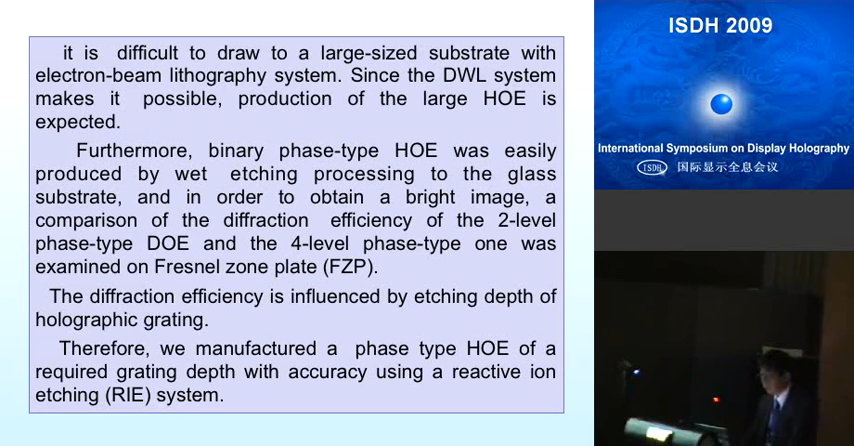 it is difficult to draw to a large-sized substrate with
electron-beam lithography system. Since the DWL system
makes it possible, production of the large HOE is
expected.
Furthermore, binary phase-type HOE was easily
produced by wet etching processing to the glass
substrate, and in order to obtain a bright image, a
comparison of the diffraction efficiency of the 2-level
phase-type DOE and the 4-level phase-type one was
examined on Fresnel zone plate (FZP).
The diffraction efficiency is influenced by etching depth of
holographic grating.
Therefore, we manufactured a phase type HOE of a
required grating depth with accuracy using a reactive ion
etching (RIE) system.
ISDH 2009
International Symposium on Display Holography
ISDH 国际显示全息会议